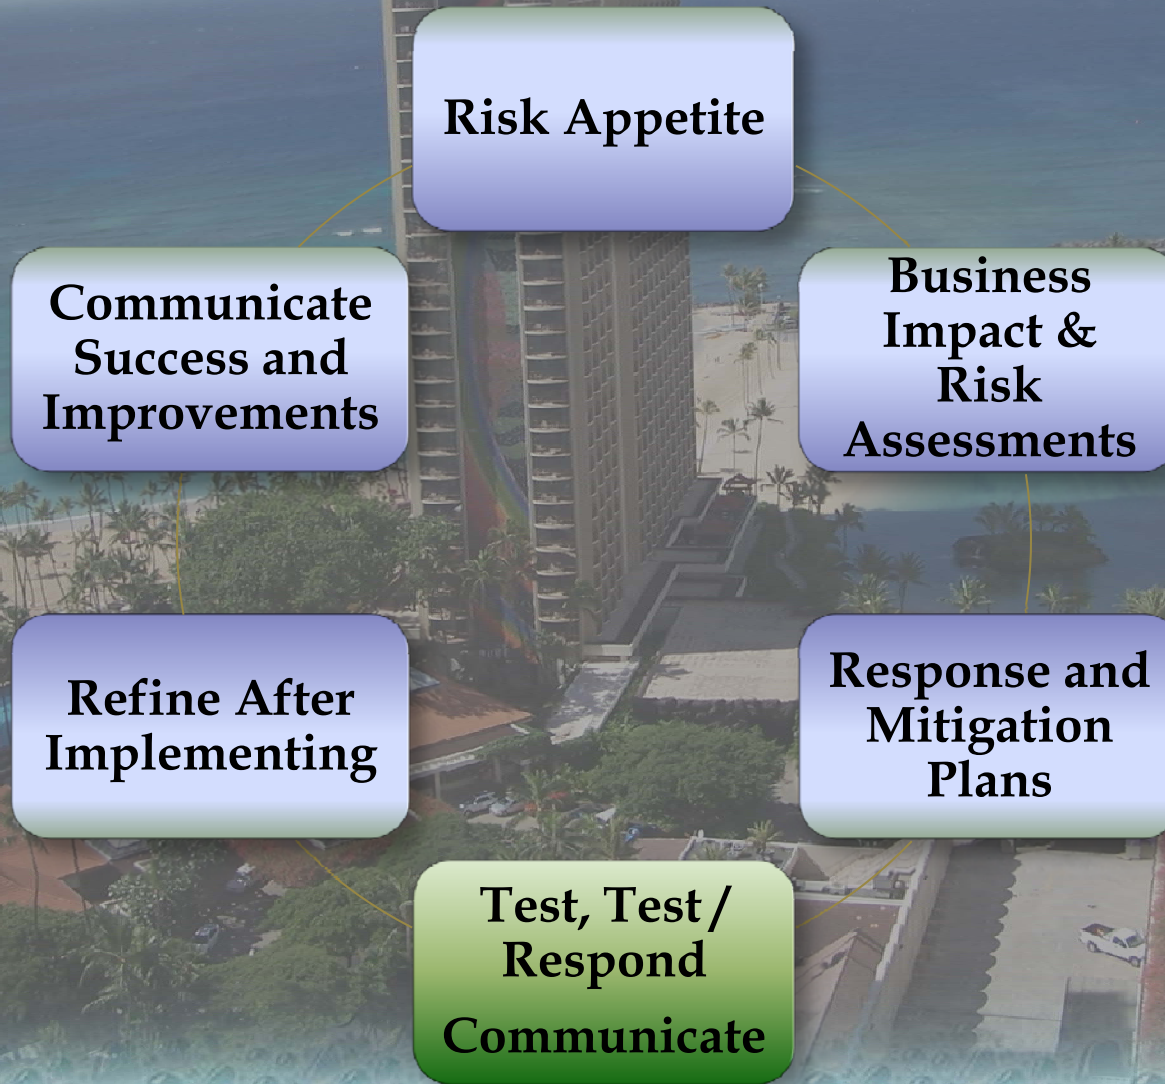 Risk Appetite
Business
Impact &
Risk
Assessments
Response and
Mitigation
Plans
Test, Test /
Respond
Communicate
Refine After
Implementing
Communicate
Success and
Improvements